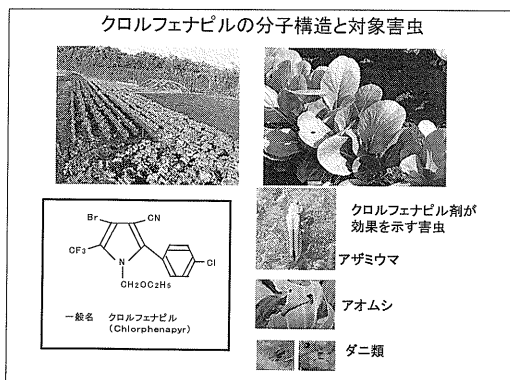 クロルフェナピルの分子構造と対象害虫
Br
CN
CF₃
N
Cl
CH₂OC₂H₅
一般名 クロルフェナピル
(Chlorphenapyr)
クロルフェナピル剤が
効果を示す害虫
アザミウマ
アオムシ
ダニ類